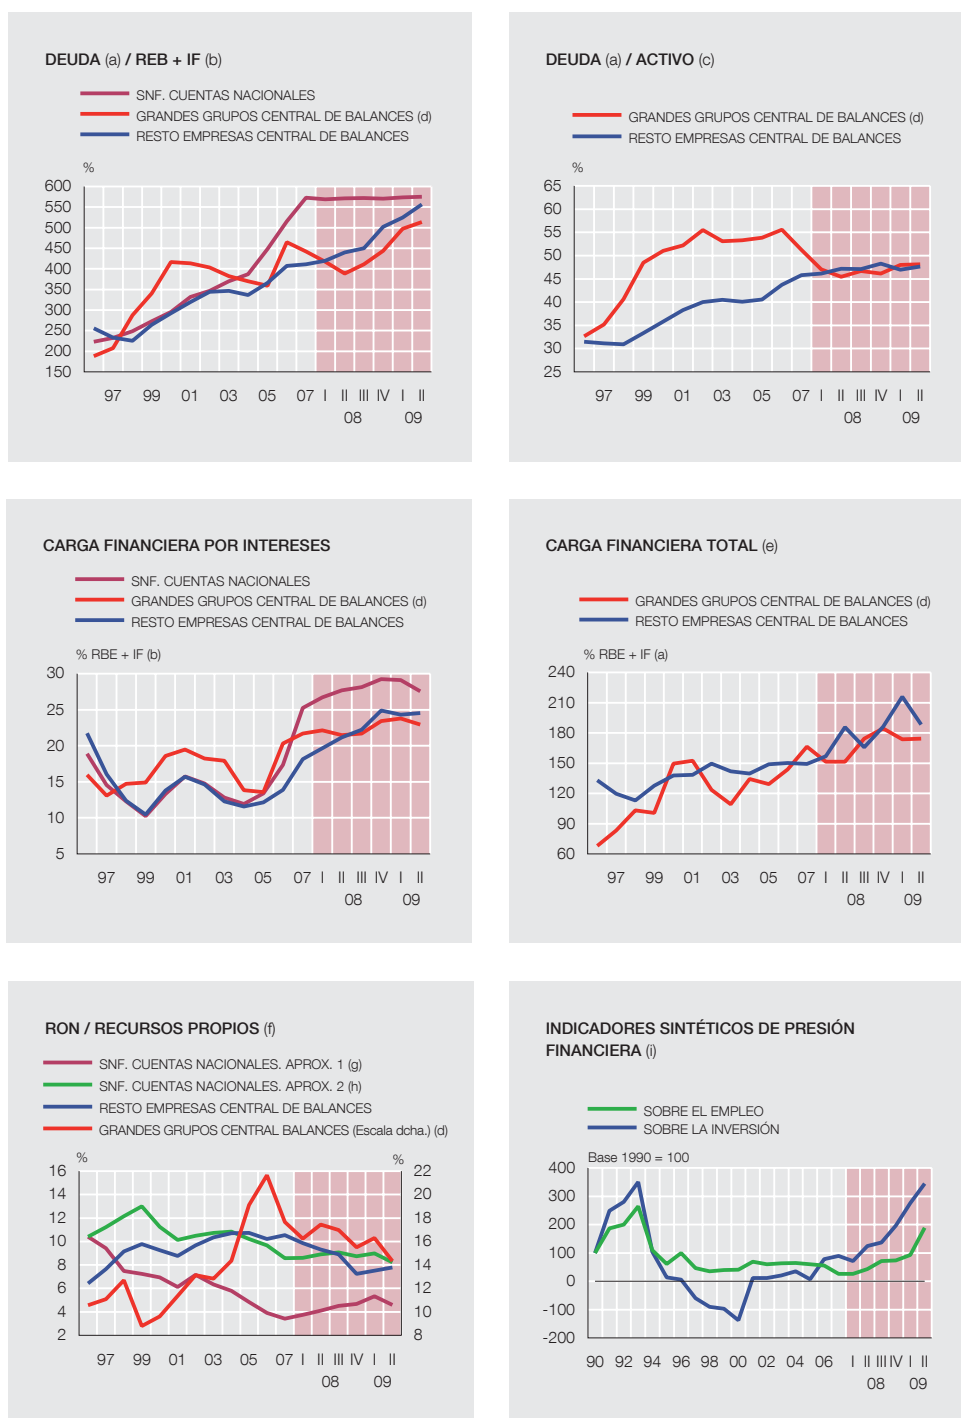 DEUDA (a) / REB + IF (b)
SNF. CUENTAS NACIONALES
GRANDES GRUPOS CENTRAL DE BALANCES (d)
RESTO EMPRESAS CENTRAL DE BALANCES
%
600
550
500
450
400
350
300
250
200
150
97 99 01 03 05 07 I II III IV I II
08 09
DEUDA (a) / ACTIVO (c)
GRANDES GRUPOS CENTRAL DE BALANCES (d)
RESTO EMPRESAS CENTRAL DE BALANCES
%
65
60
55
50
45
40
35
30
25
97 99 01 03 05 07 I II III IV I II
08 09
CARGA FINANCIERA POR INTERESES
SNF. CUENTAS NACIONALES
GRANDES GRUPOS CENTRAL DE BALANCES (d)
RESTO EMPRESAS CENTRAL DE BALANCES
% RBE + IF (b)
30
25
20
15
10
5
97 99 01 03 05 07 I II III IV I II
08 09
CARGA FINANCIERA TOTAL (e)
GRANDES GRUPOS CENTRAL DE BALANCES (d)
RESTO EMPRESAS CENTRAL DE BALANCES
% RBE + IF (a)
240
210
180
150
120
90
60
97 99 01 03 05 07 I II III IV I II
08 09
RON / RECURSOS PROPIOS (f)
SNF. CUENTAS NACIONALES. APROX. 1 (g)
SNF. CUENTAS NACIONALES. APROX. 2 (h)
RESTO EMPRESAS CENTRAL DE BALANCES
GRANDES GRUPOS CENTRAL BALANCES (Escala dcha.) (d)
% %
16 22
14 20
12 18
10 16
8 14
6 12
4 10
2 8
97 99 01 03 05 07 I II III IV I II
08 09
INDICADORES SINTÉTICOS DE PRESIÓN
FINANCIERA (i)
SOBRE EL EMPLEO
SOBRE LA INVERSIÓN
Base 1990 = 100
400
300
200
100
0
-100
-200
90 92 94 96 98 00 02 04 06 I II III IV I II
08 09